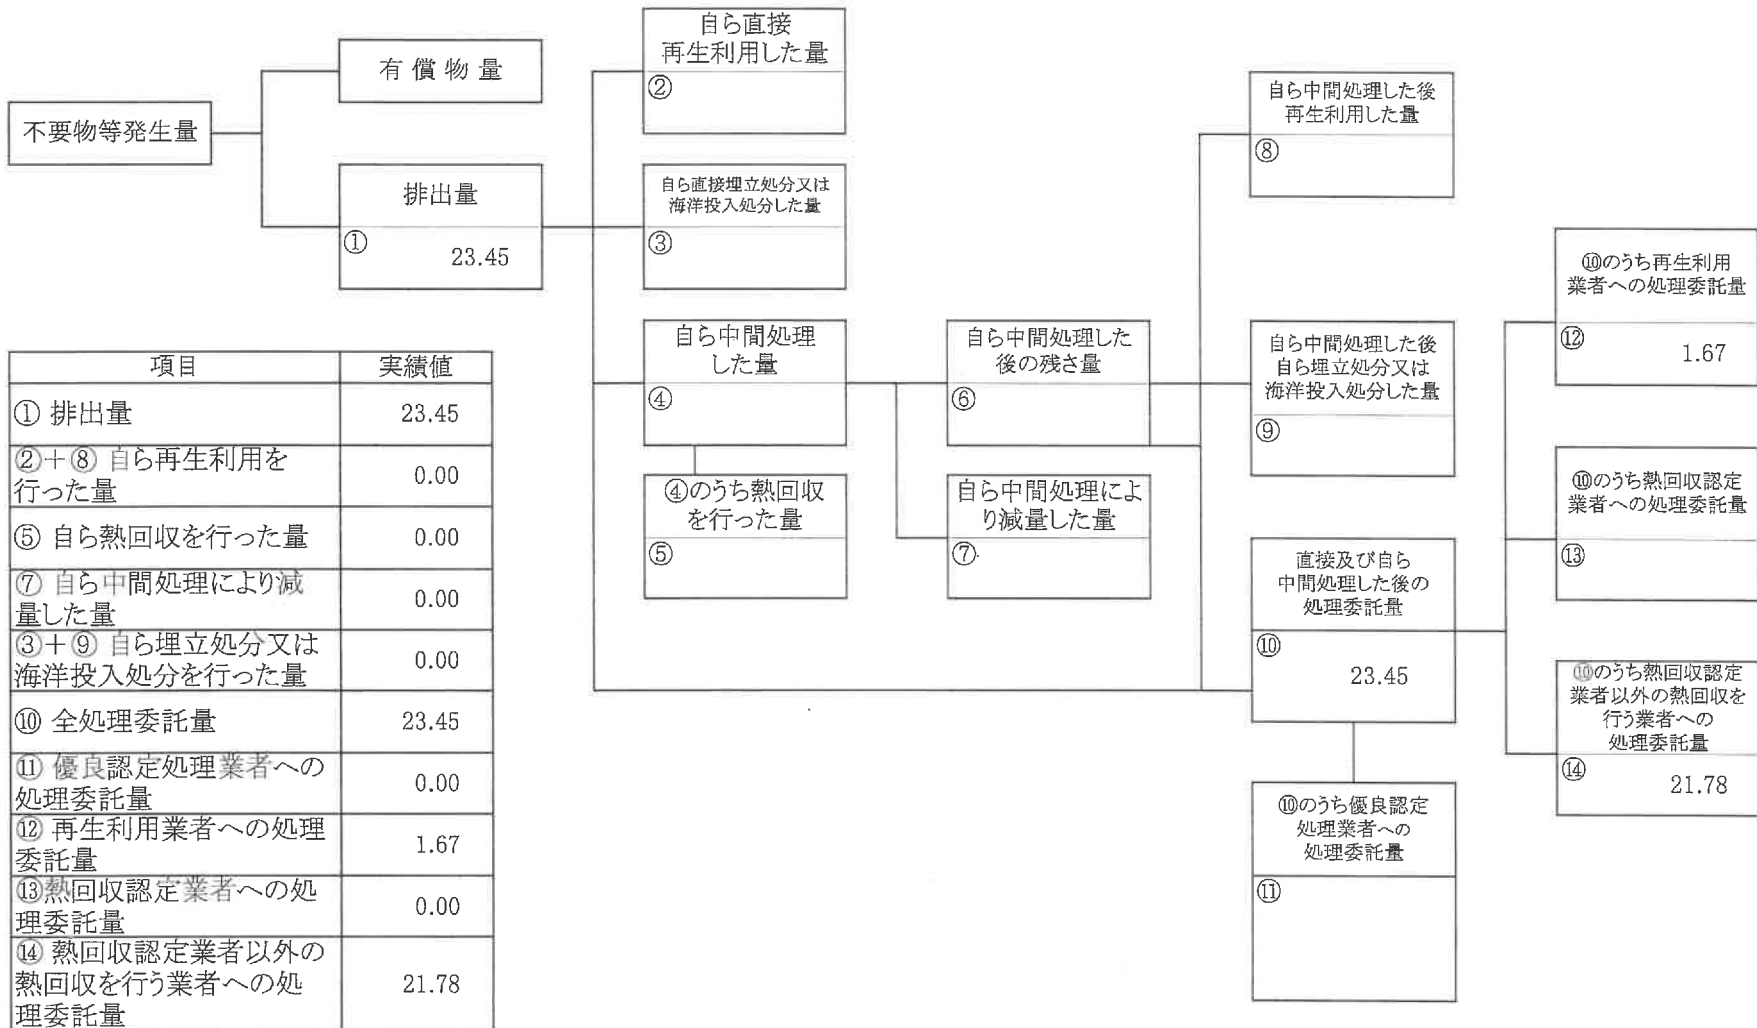 不要物等発生量
有償物量
排出量
①
23.45
自ら直接
再生利用した量
②
自ら直接埋立処分又は
海洋投入処分した量
③
自ら中間処理
した量
④
④のうち熱回収
を行った量
⑤
自ら中間処理した
後の残さ量
⑥
自ら中間処理によ
り減量した量
⑦
自ら中間処理した後
再生利用した量
⑧
自ら中間処理した後
自ら埋立処分又は
海洋投入処分した量
⑨
直接及び自ら
中間処理した後の
処理委託量
⑩
23.45
⑩のうち優良認定
処理業者への
処理委託量
⑪
⑩のうち再生利用
業者への処理委託量
⑫
1.67
⑩のうち熱回収認定
業者への処理委託量
⑬
⑩のうち熱回収認定
業者以外の熱回収を
行う業者への
処理委託量
⑭
21.78
項目 実績値
① 排出量 23.45
②+⑧ 自ら再生利用を
行った量 0.00
⑤ 自ら熱回収を行った量 0.00
⑦ 自ら中間処理により減
量した量 0.00
③+⑨ 自ら埋立処分又は
海洋投入処分を行った量 0.00
⑩ 全処理委託量 23.45
⑪ 優良認定処理業者への
処理委託量 0.00
⑫ 再生利用業者への処理
委託量 1.67
⑬熱回収認定業者への処
理委託量 0.00
⑭ 熱回収認定業者以外の
熱回収を行う業者への処
理委託量 21.78